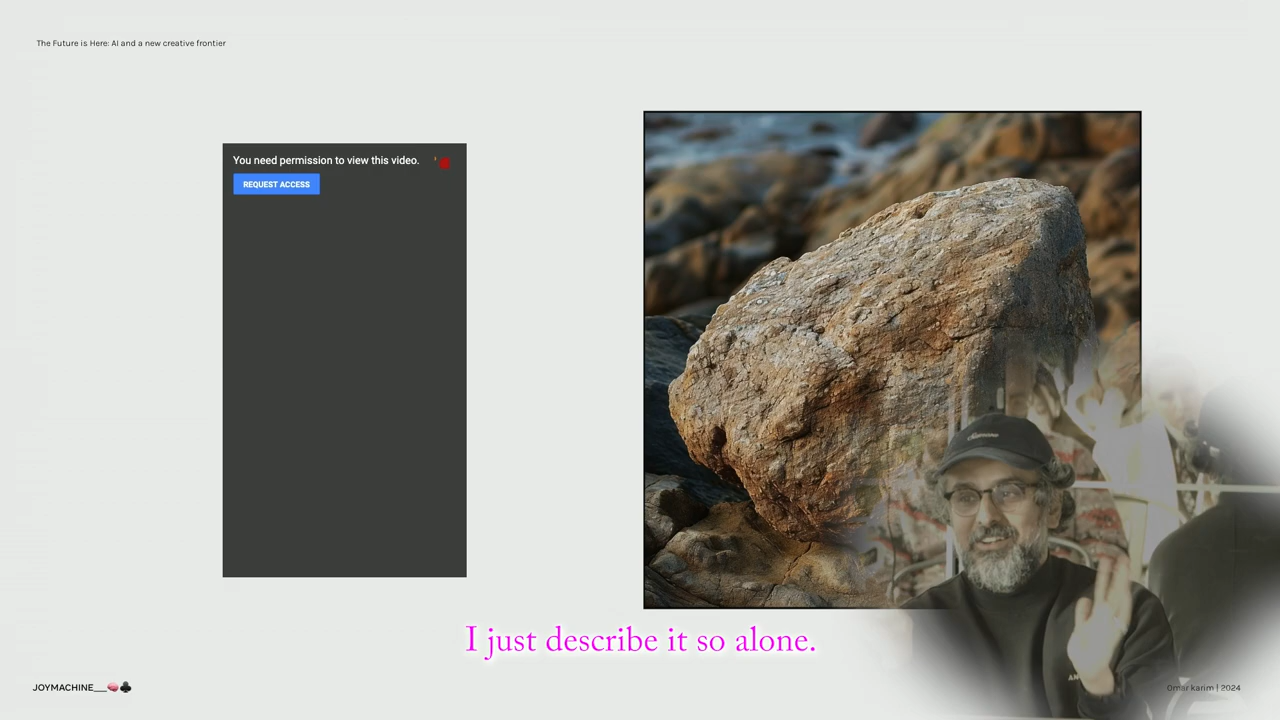 The Future is Here: AI and a new creative frontier
You need permission to view this video.
REQUEST ACCESS
I just describe it so alone.
JOYMACHINE__
Omar karim | 2024